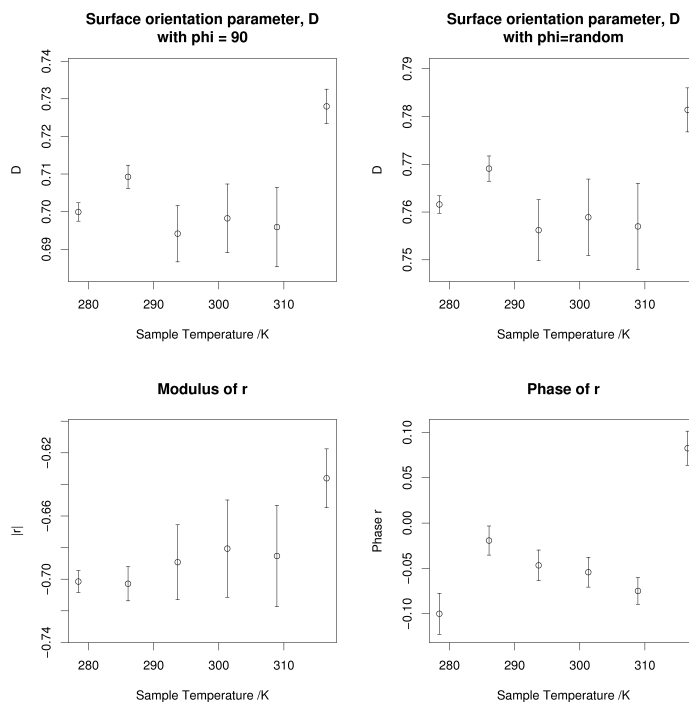 Surface orientation parameter, D
with phi = 90
D
0.69 0.70 0.71 0.72 0.73 0.74
280 290 300 310
Sample Temperature /K
Surface orientation parameter, D
with phi=random
D
0.75 0.76 0.77 0.78 0.79
280 290 300 310
Sample Temperature /K
Modulus of r
|r|
−0.74 −0.70 −0.66 −0.62
280 290 300 310
Sample Temperature /K
Phase of r
Phase r
−0.10 −0.05 0.00 0.05 0.10
280 290 300 310
Sample Temperature /K